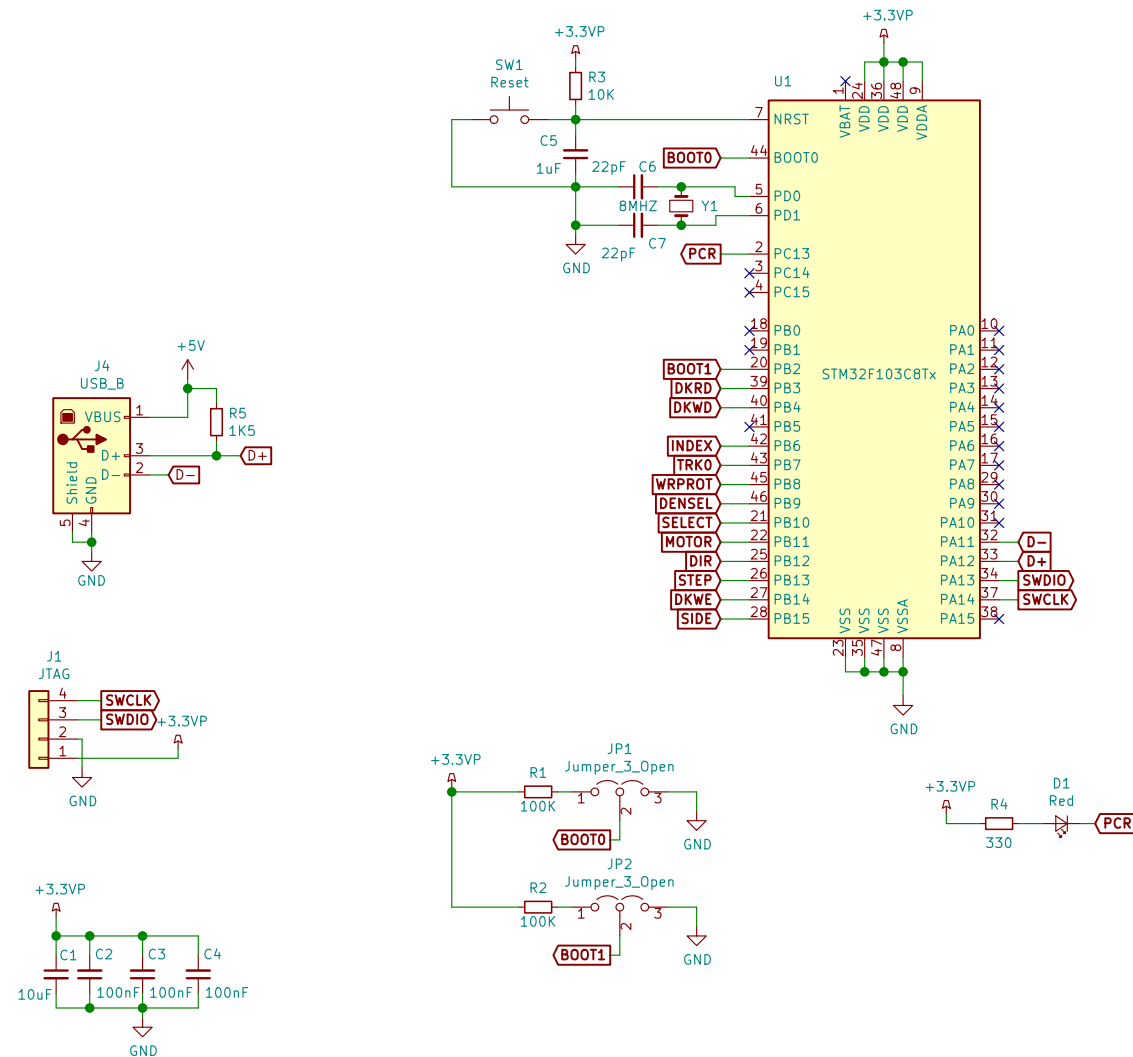 +3.3VP
+3.3VP
SW1
Reset
R3
10K
U1
1
24
36
48
9
VBAT
VDD
VDD
VDD
VDDA
7 NRST
C5
1uF
22pF C6
BOOT0 44 BOOT0
5 PD0
8MHZ Y1
6 PD1
C7
22pF
GND
PCR 2 PC13
3 PC14
4 PC15
18 PB0
19 PB1
BOOT1 20 PB2
DKRD 39 PB3
DKWD 40 PB4
41 PB5
INDEX 42 PB6
TRK0 43 PB7
WRPROT 45 PB8
DENSEL 46 PB9
SELECT 21 PB10
MOTOR 22 PB11
DIR 25 PB12
STEP 26 PB13
DKWE 27 PB14
SIDE 28 PB15
STM32F103C8Tx
PA0 10
PA1 11
PA2 12
PA3 13
PA4 14
PA5 15
PA6 16
PA7 17
PA8 29
PA9 30
PA10 31
PA11 32 D-
PA12 33 D+
PA13 34 SWDIO
PA14 37 SWCLK
PA15 38
VSS
VSS
VSS
VSSA
23
35
47
8
GND
+5V
J4
USB_B
VBUS 1
R5
1K5
D+ 3 D+
D- 2 D-
Shield
GND
5
4
GND
J1
JTAG
4 SWCLK
3 SWDIO
+3.3VP
2
1
GND
+3.3VP
JP1
Jumper_3_Open
R1
100K
1
2
3
BOOT0
GND
JP2
Jumper_3_Open
R2
100K
1
2
3
BOOT1
GND
+3.3VP
R4
330
D1
Red
PCR
+3.3VP
C1
10uF
C2
100nF
C3
100nF
C4
100nF
GND